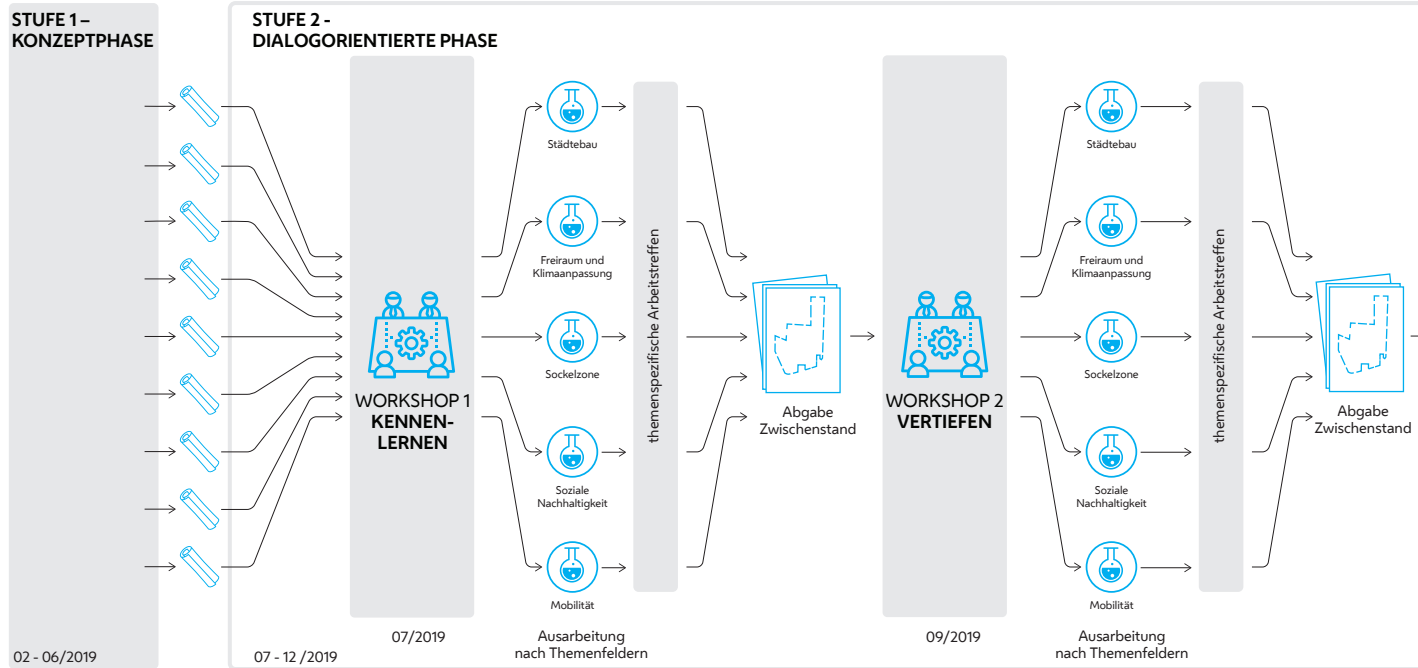 STUFE 1 –
KONZEPTPHASE
02 - 06/2019
STUFE 2 -
DIALOGORIENTIERTE PHASE
07 - 12 /2019
WORKSHOP 1
KENNEN-
LERNEN
07/2019
Städtebau
Freiraum und
Klimaanpassung
Sockelzone
Soziale
Nachhaltigkeit
Mobilität
Ausarbeitung
nach Themenfeldern
themenspezifische Arbeitstreffen
Abgabe
Zwischenstand
WORKSHOP 2
VERTIEFEN
09/2019
Städtebau
Freiraum und
Klimaanpassung
Sockelzone
Soziale
Nachhaltigkeit
Mobilität
Ausarbeitung
nach Themenfeldern
themenspezifische Arbeitstreffen
Abgabe
Zwischenstand